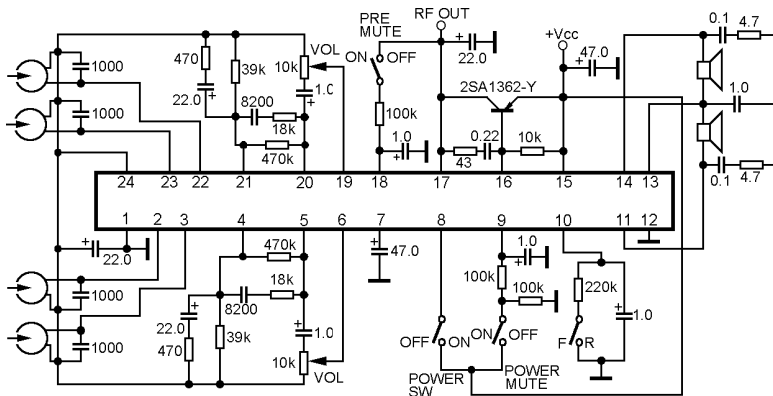 PRE MUTE
RF OUT
+Vcc
ON
OFF
VOL
470
39k
10k
1000
1000
22.0
8200
18k
470k
1.0
100k
1.0
22.0
2SA1362-Y
47.0
43
0.22
10k
0.1
4.7
1.0
0.1
4.7
24
23
22
21
20
19
18
17
16
15
14
13
1
2
3
4
5
6
7
8
9
10
11
12
22.0
1000
1000
470k
18k
8200
22.0
470
39k
1.0
10k
VOL
47.0
1.0
100k
100k
220k
1.0
OFF
ON
ON
OFF
F
R
POWER SW
POWER MUTE